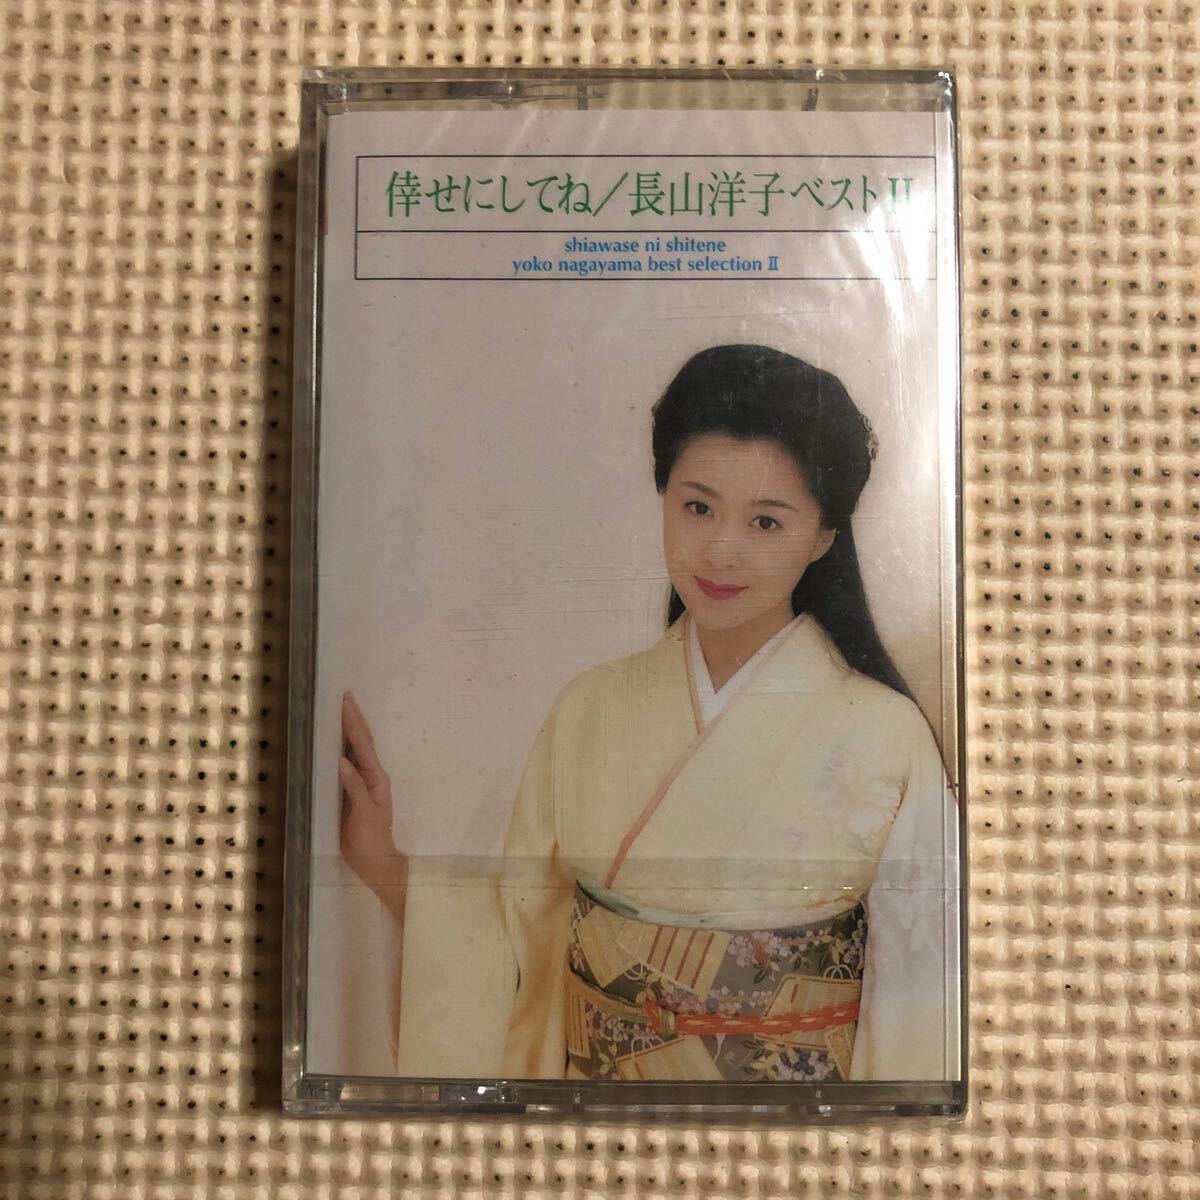 倖せにしてね/長山洋子ベストⅡ
shiawase ni shitene
yoko nagayama best selection Ⅱ